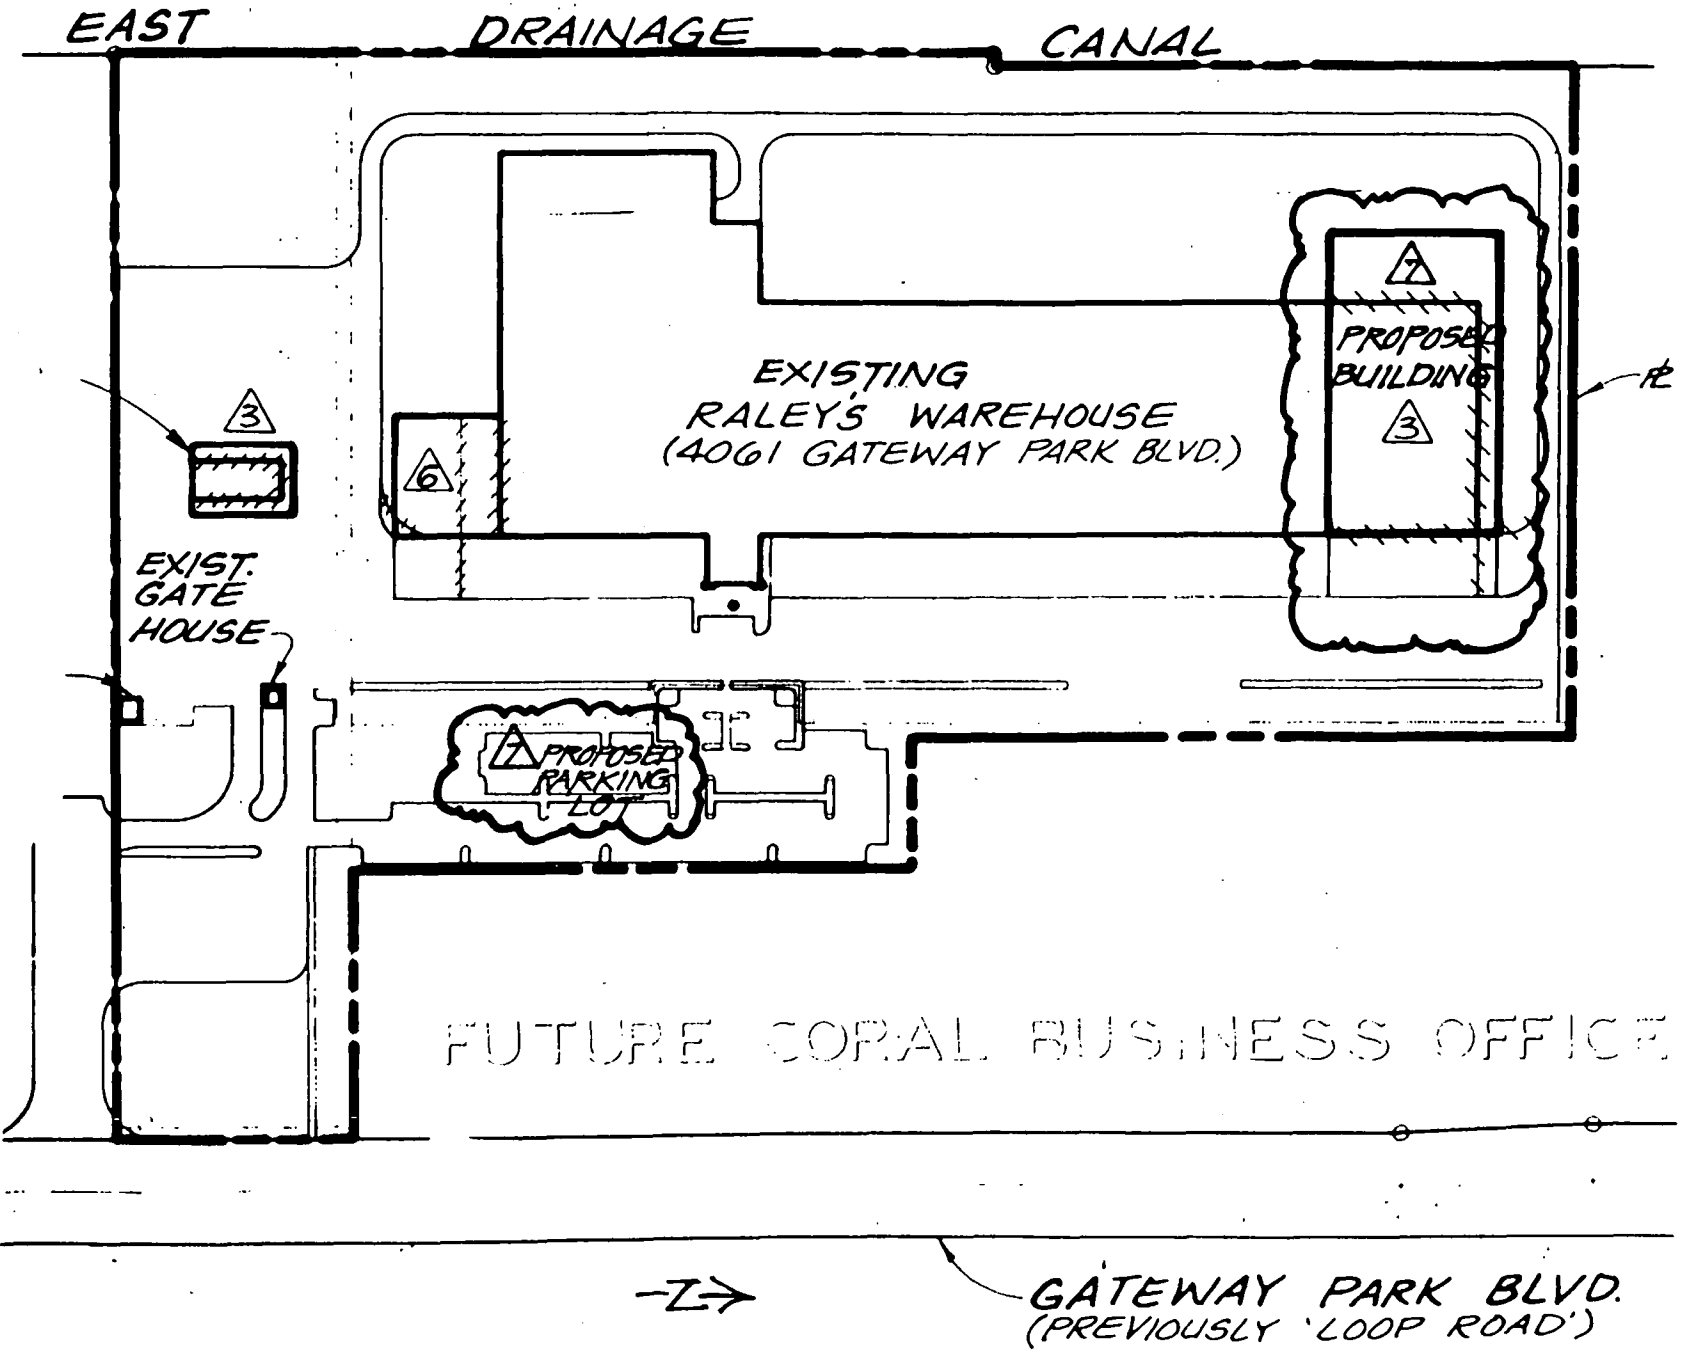 EAST DRAINAGE CANAL
7
PROPOSED
BUILDING
3
EXISTING
RALEY'S WAREHOUSE
(4061 GATEWAY PARK BLVD.)
PL
3
6
EXIST.
GATE
HOUSE
7 PROPOSED
PARKING
LOT
FUTURE CORAL BUSINESS OFFICE
N
GATEWAY PARK BLVD.
(PREVIOUSLY 'LOOP ROAD')